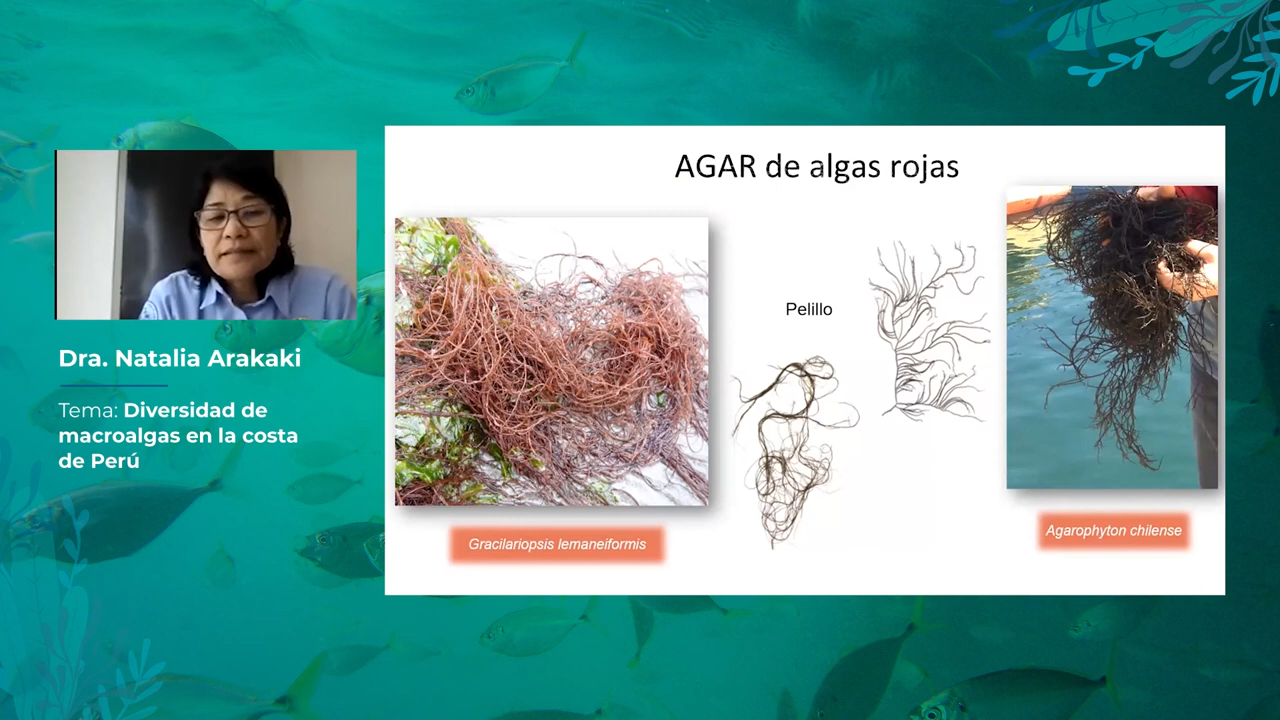 Dra. Natalia Arakaki
Tema: Diversidad de
macroalgas en la costa
de Perú
AGAR de algas rojas
Pelillo
Gracilariopsis lemaneiformis
Agarophyton chilense